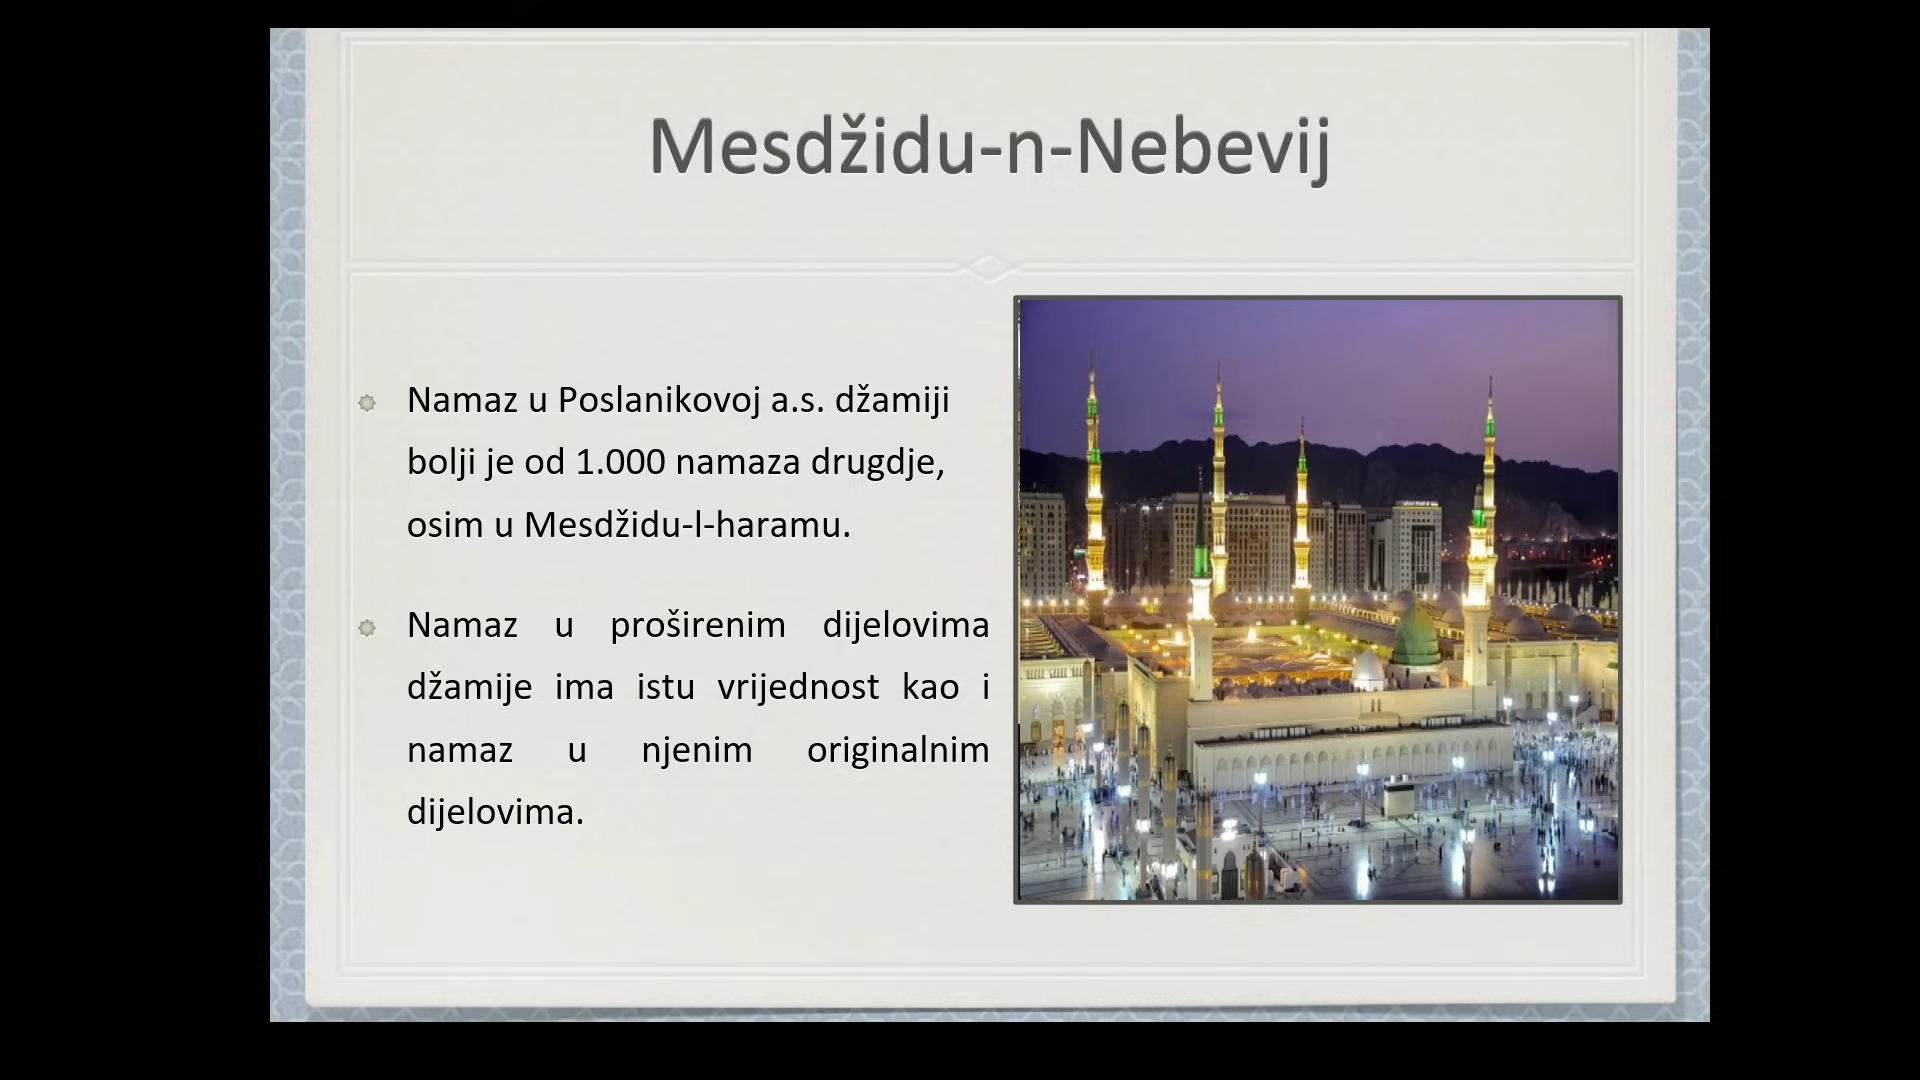 Mesdžidu-n-Nebevij
Namaz u Poslanikovoj a.s. džamiji
bolji je od 1.000 namaza drugdje,
osim u Mesdžidu-l-haramu.
Namaz u proširenim dijelovima
džamije ima istu vrijednost kao i
namaz u njenim originalnim
dijelovima.